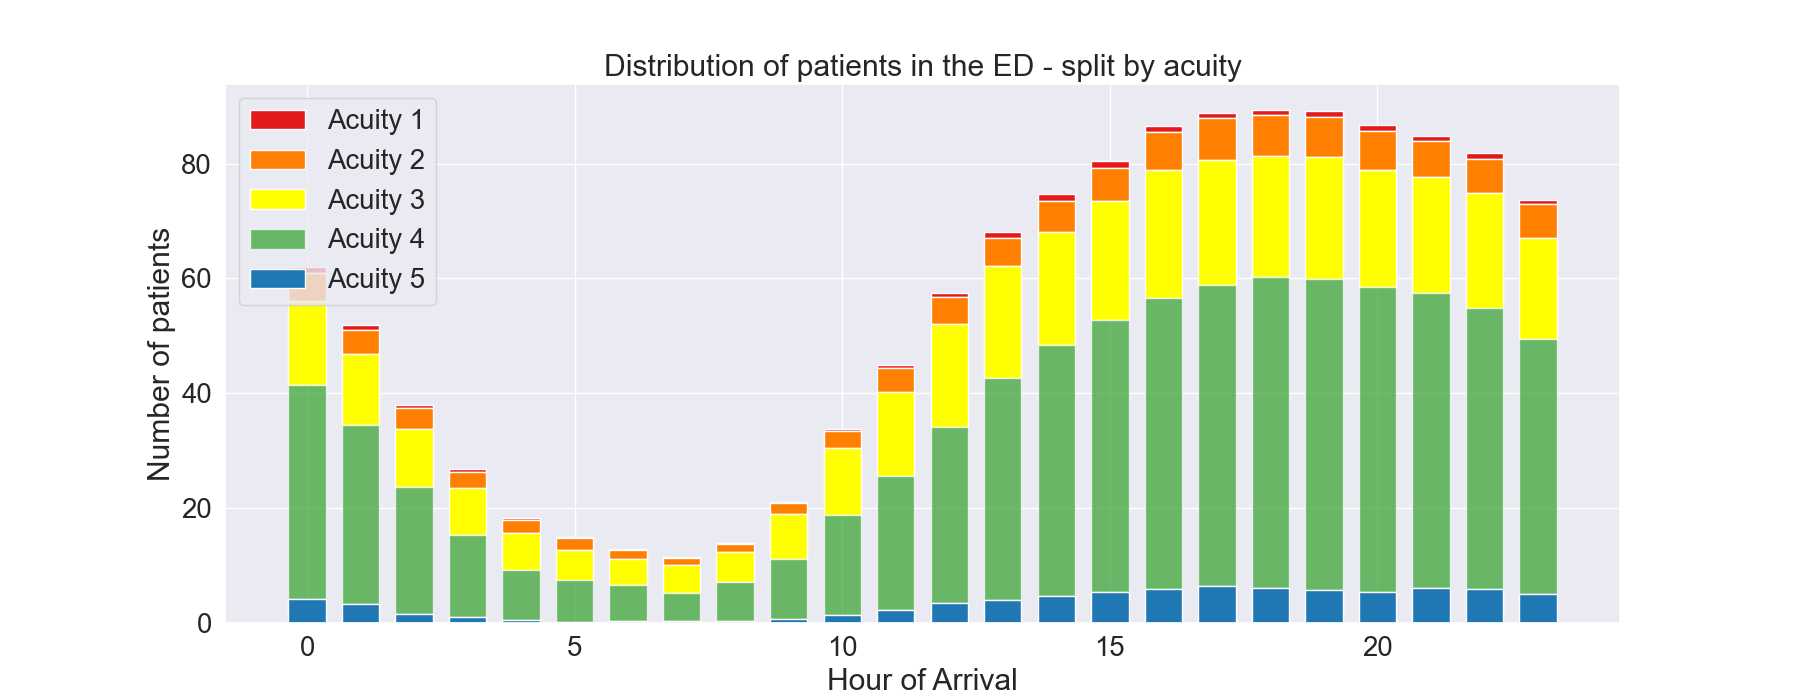 Distribution of patients in the ED - split by acuity
Acuity 1
Acuity 2
Acuity 3
Acuity 4
Acuity 5
Number of patients
80
60
40
20
0
0 5 10 15 20
Hour of Arrival